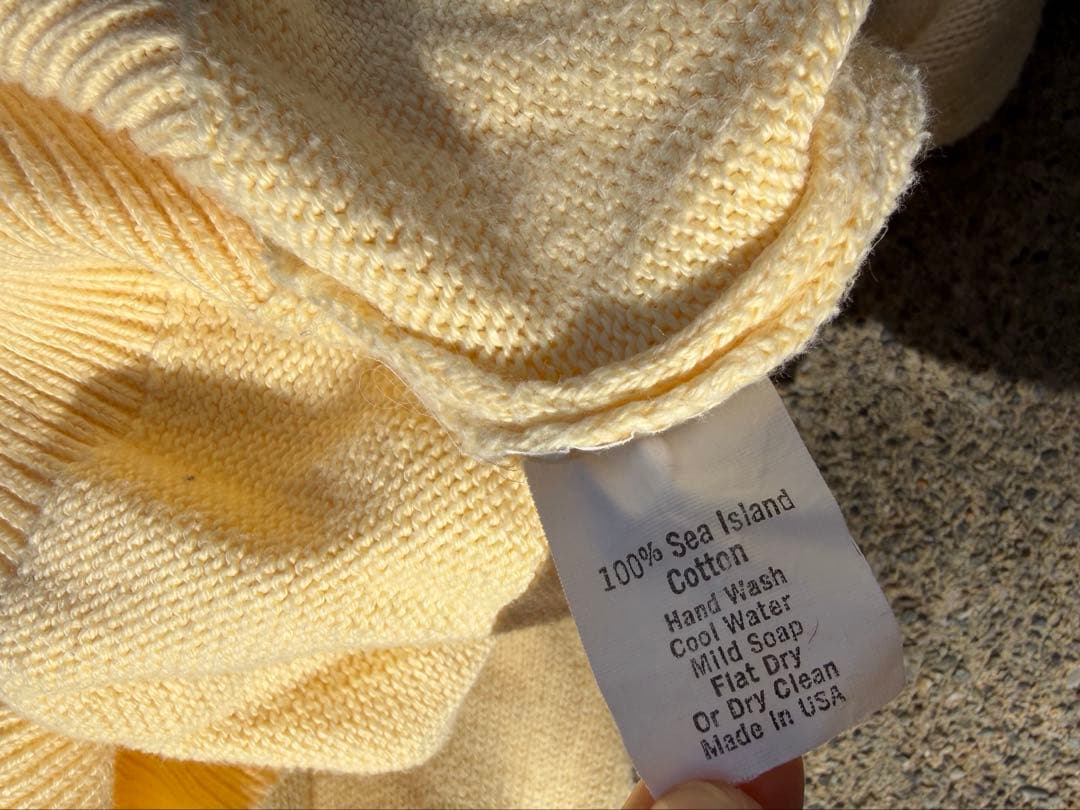 100% Sea Island
Cotton
Hand Wash
Cool Water
Mild Soap
Flat Dry
Or Dry Clean
Made In USA